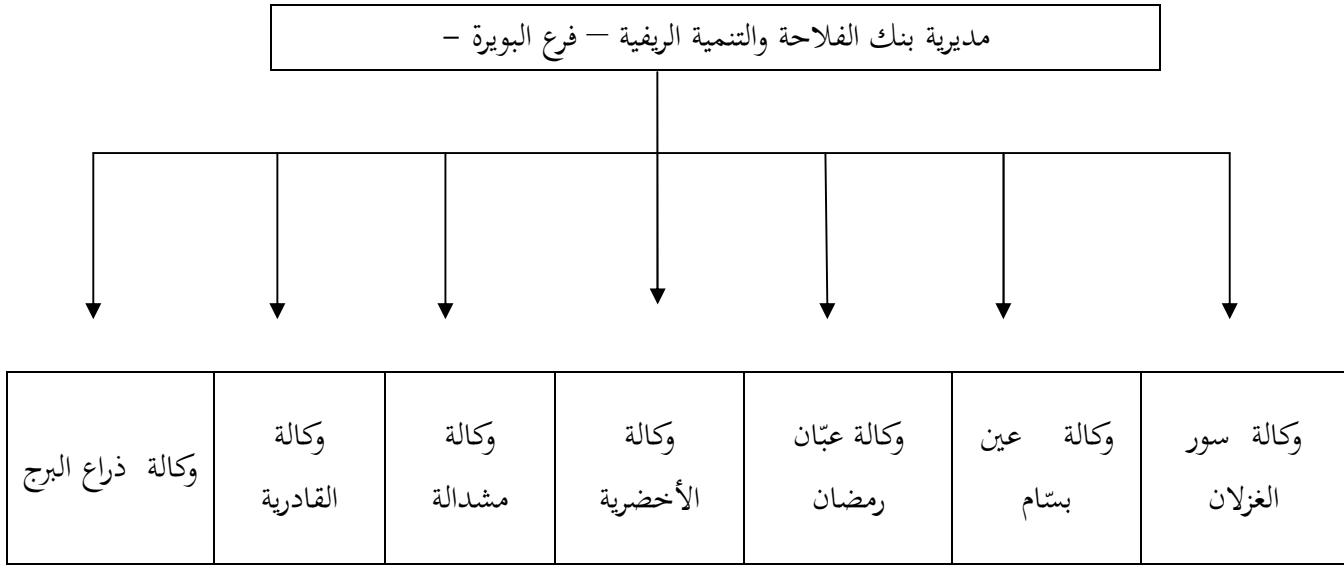 مديرية بنك الفلاحة والتنمية الريفية – فرع البويرة –
وكالة سور
الغزلان
وكالة عين
بسّام
وكالة عبّان
رمضان
وكالة
الأخضرية
وكالة
مشدالة
وكالة
القادرية
وكالة ذراع البرج